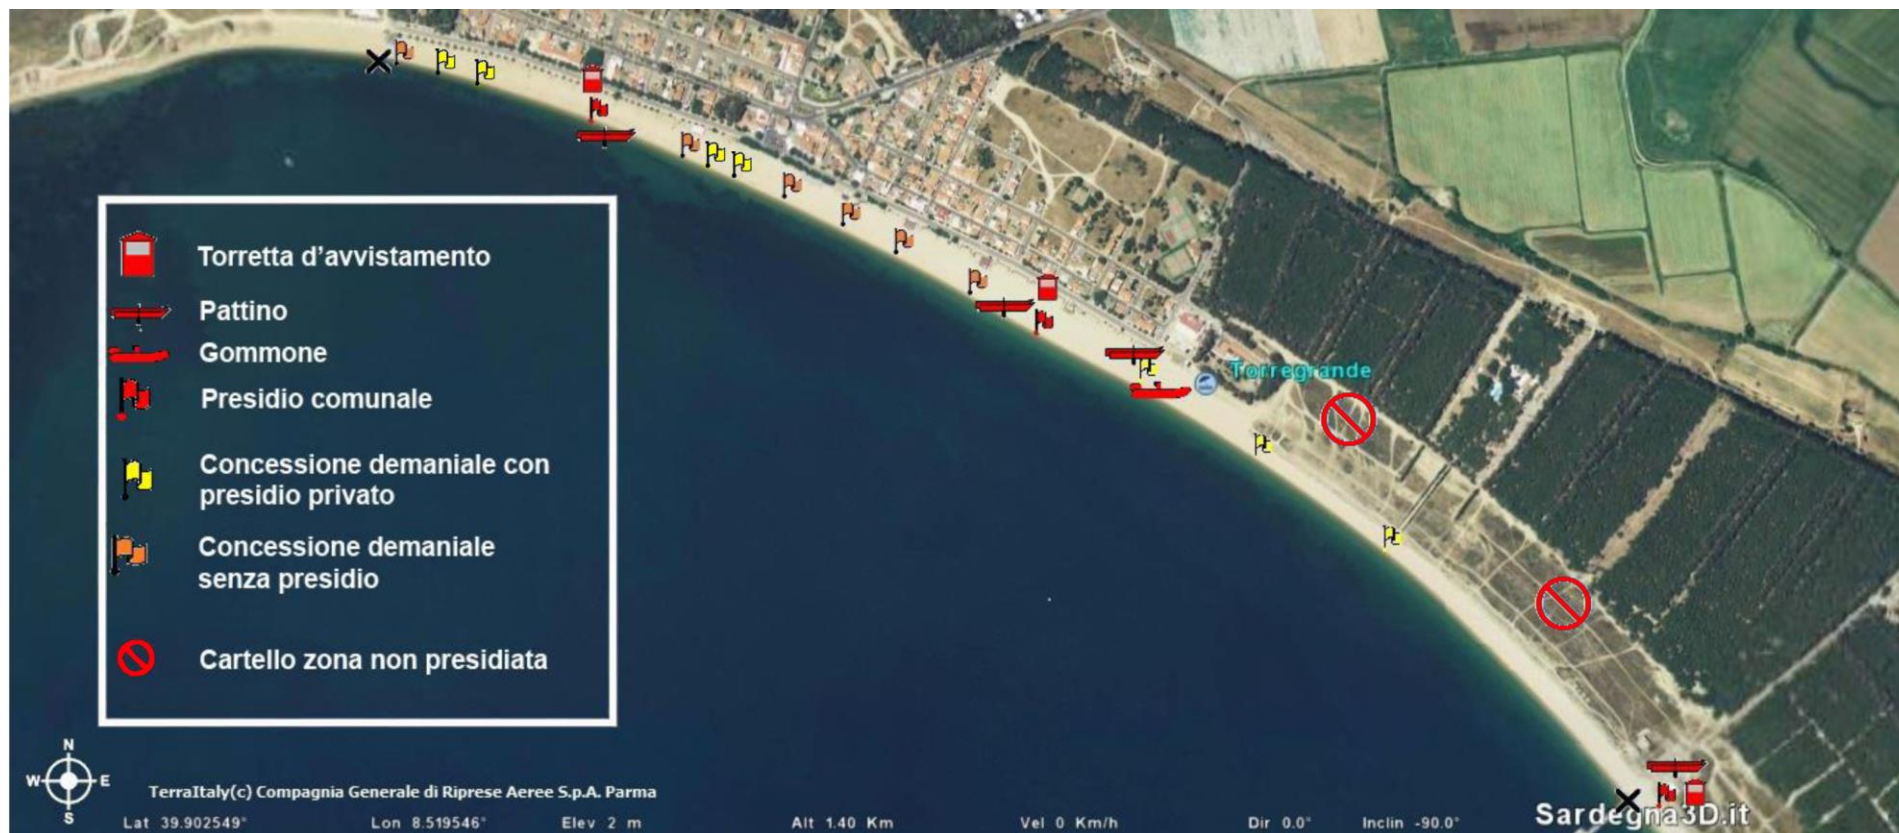 Torretta d'avvistamento
Pattino
Gommone
Presidio comunale
Concessione demaniale con
presidio privato
Concessione demaniale
senza presidio
Cartello zona non presidiata
Torregrande
N
W E
S
TerraItaly(c) Compagnia Generale di Riprese Aeree S.p.A. Parma
Sardegna3D.it
Lat 39.902549° Lon 8.519546° Elev 2 m Alt 1.40 Km Vel 0 Km/h Dir 0.0° Inclin -90.0°